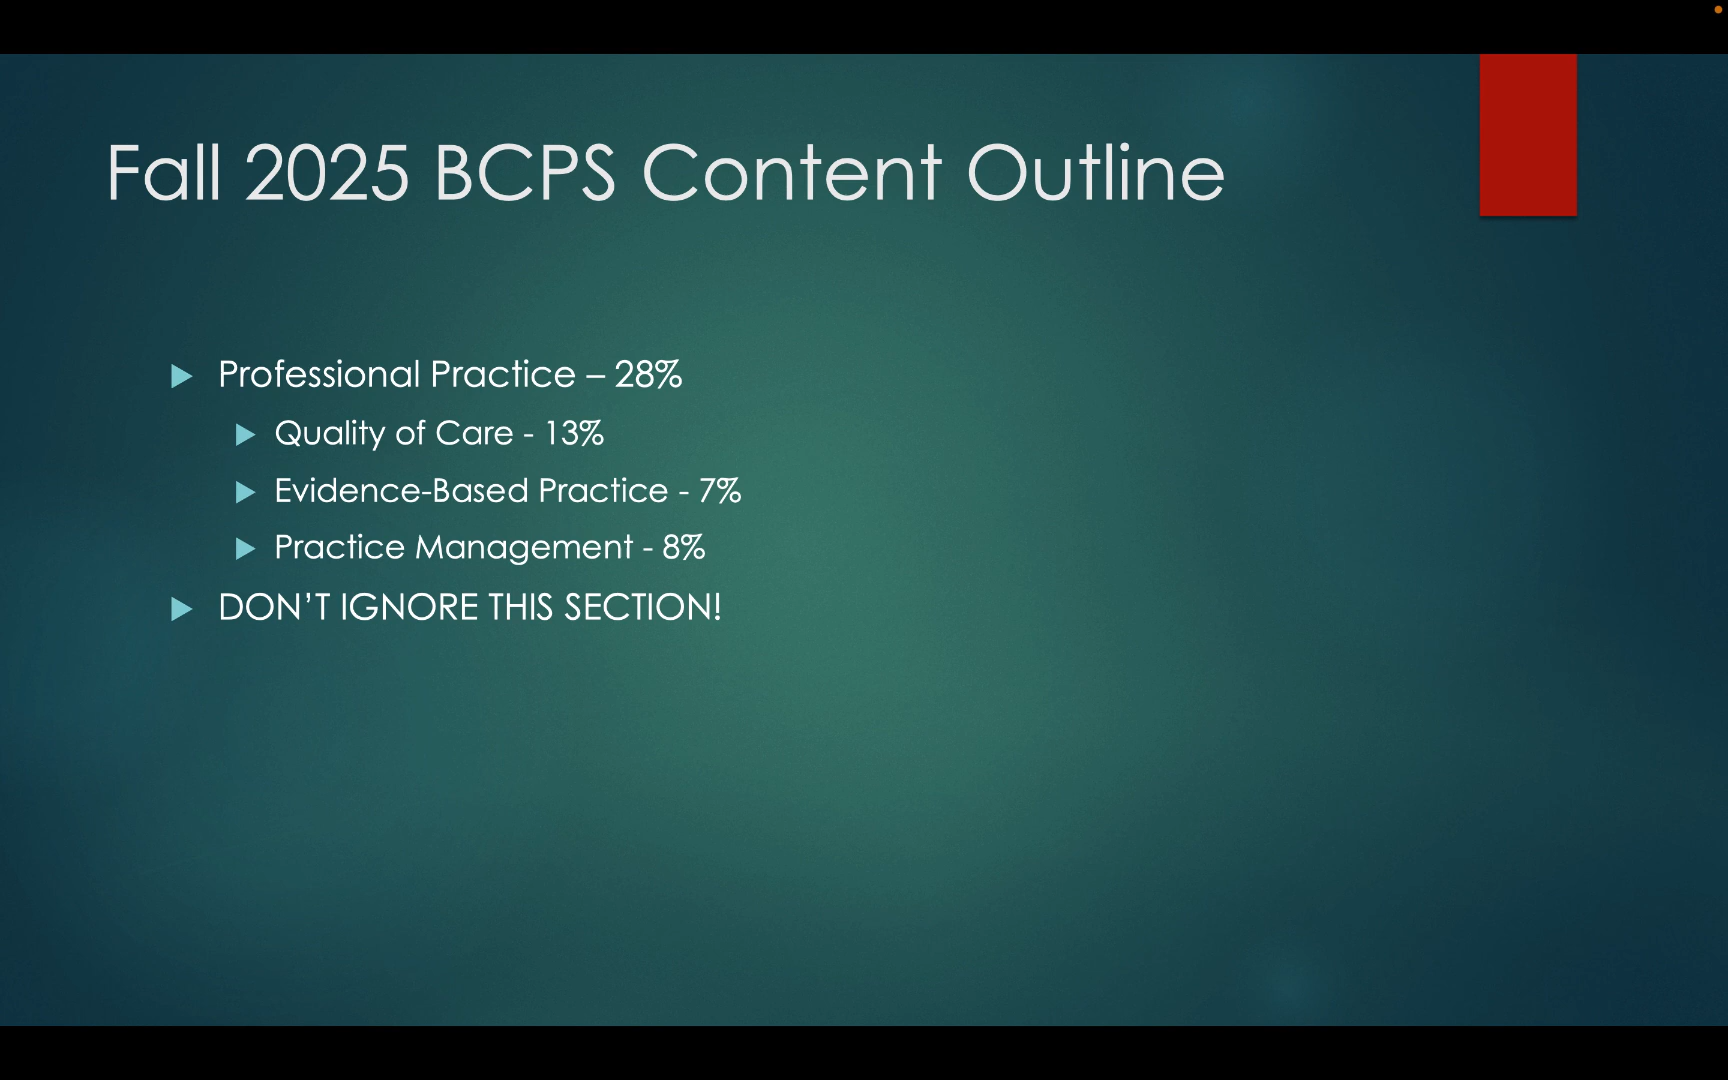 Fall 2025 BCPS Content Outline
Professional Practice – 28%
Quality of Care - 13%
Evidence-Based Practice - 7%
Practice Management - 8%
DON’T IGNORE THIS SECTION!